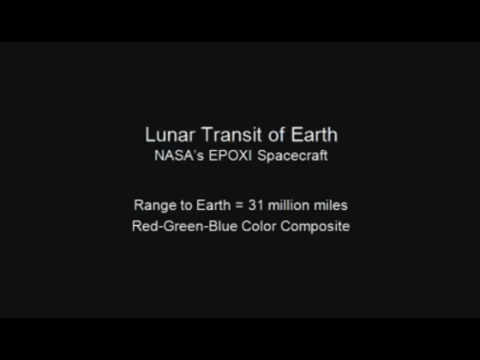 Lunar Transit of Earth
NASA's EPOXI Spacecraft
Range to Earth = 31 million miles
Red-Green-Blue Color Composite